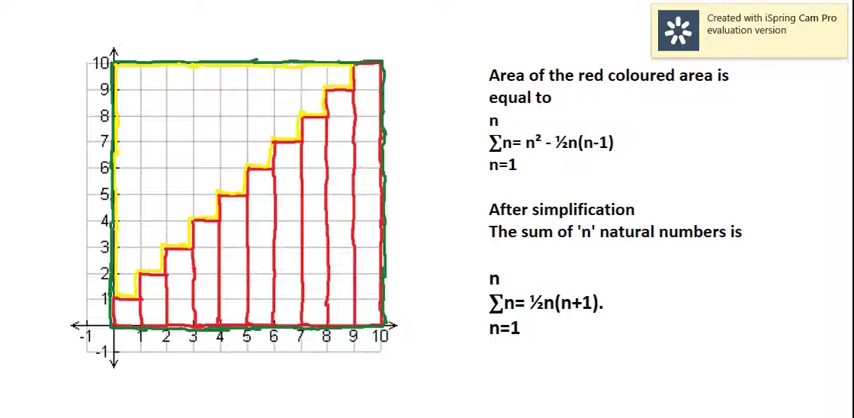 Created with iSpring Cam Pro
evaluation version
Area of the red coloured area is
equal to
n
∑n= n² - ½n(n-1)
n=1
After simplification
The sum of 'n' natural numbers is
n
∑n= ½n(n+1).
n=1
10
9
8
7
6
5
4
3
2
1
-1 1 2 3 4 5 6 7 8 9 10
-1